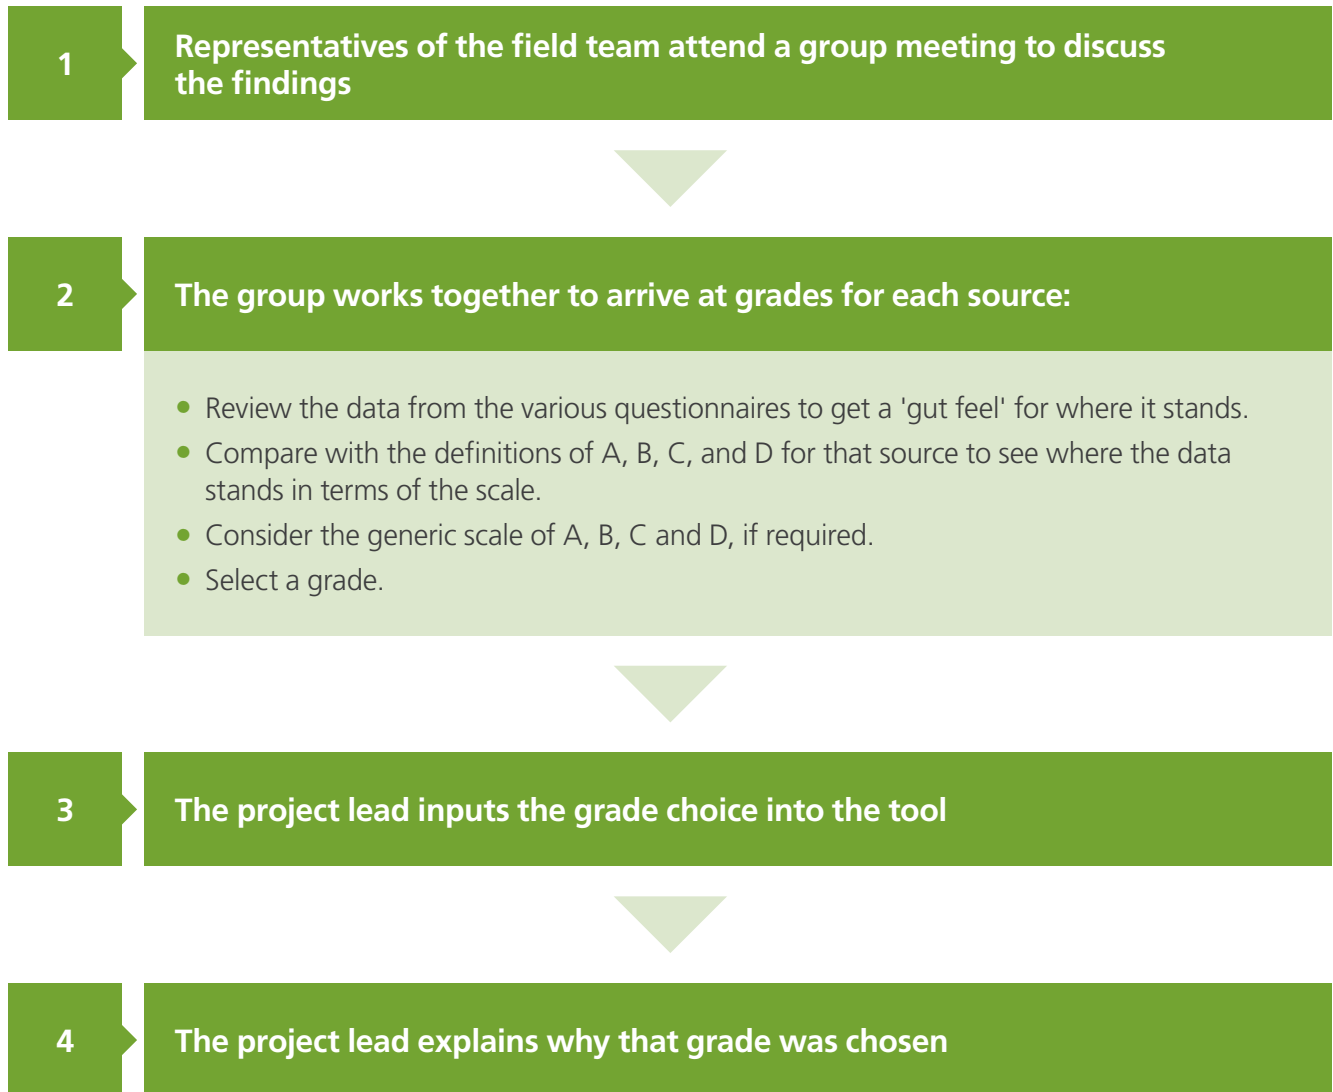 1
Representatives of the field team attend a group meeting to discuss
the findings
2
The group works together to arrive at grades for each source:
• Review the data from the various questionnaires to get a 'gut feel' for where it stands.
• Compare with the definitions of A, B, C, and D for that source to see where the data
stands in terms of the scale.
• Consider the generic scale of A, B, C and D, if required.
• Select a grade.
3
The project lead inputs the grade choice into the tool
4
The project lead explains why that grade was chosen